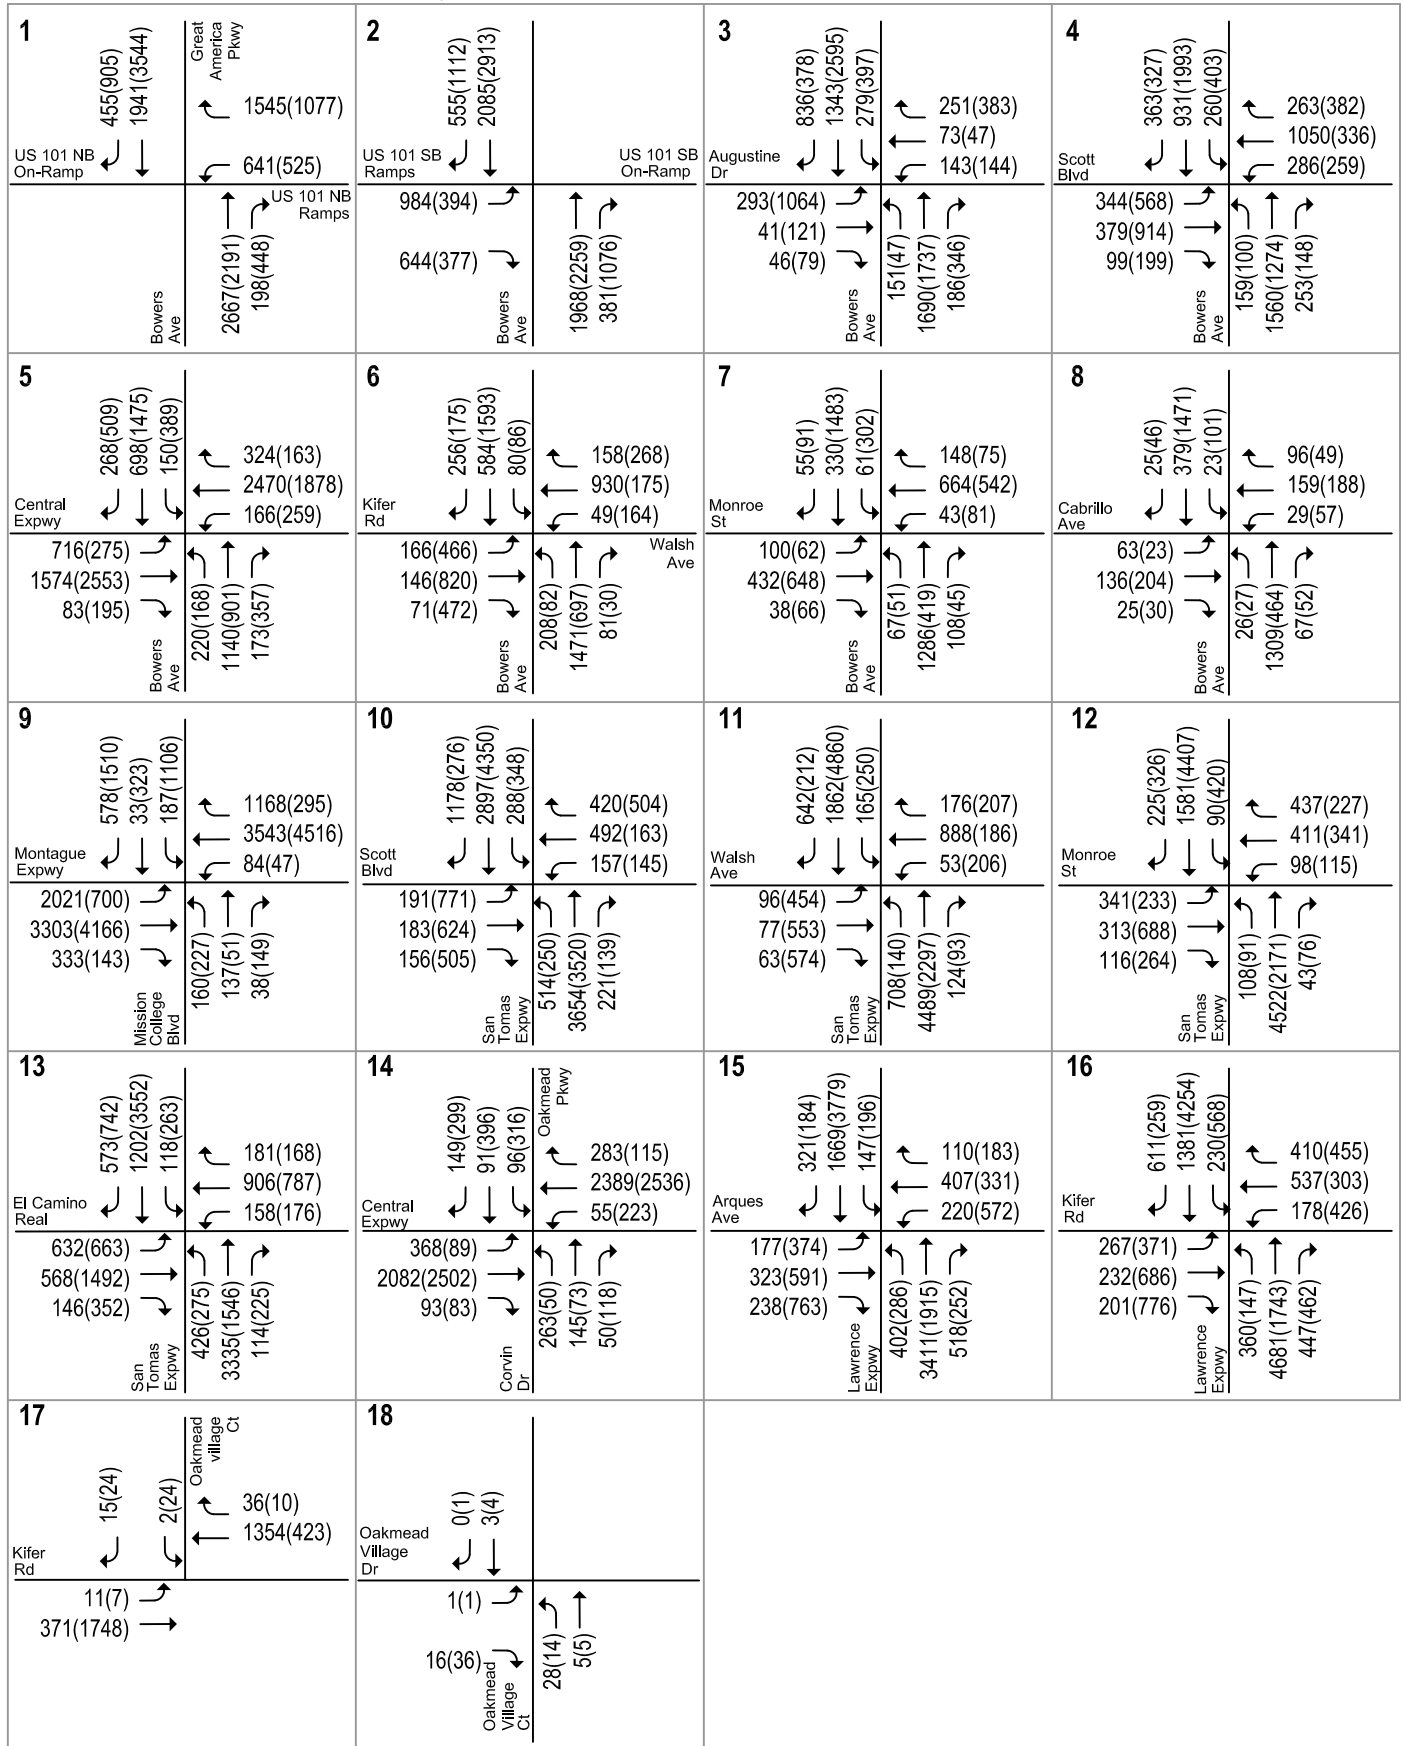 1
455(905)
1941(3544)
Great
America
Pkwy
1545(1077)
641(525)
US 101 NB
On-Ramp
US 101 NB
Ramps
2667(2191)
198(448)
Bowers
Ave
2
555(1112)
2085(2913)
US 101 SB
Ramps
US 101 SB
On-Ramp
984(394)
644(377)
1968(2259)
381(1076)
Bowers
Ave
3
836(378)
1343(2595)
279(397)
251(383)
73(47)
143(144)
Augustine
Dr
293(1064)
41(121)
46(79)
151(47)
1690(1737)
186(346)
Bowers
Ave
4
363(327)
931(1993)
260(403)
263(382)
1050(336)
286(259)
Scott
Blvd
344(568)
379(914)
99(199)
159(100)
1560(1274)
253(148)
Bowers
Ave
5
268(509)
698(1475)
150(389)
324(163)
2470(1878)
166(259)
Central
Expwy
716(275)
1574(2553)
83(195)
220(168)
1140(901)
173(357)
Bowers
Ave
6
256(175)
584(1593)
80(86)
158(268)
930(175)
49(164)
Kifer
Rd
Walsh
Ave
166(466)
146(820)
71(472)
208(82)
1471(697)
81(30)
Bowers
Ave
7
55(91)
330(1483)
61(302)
148(75)
664(542)
43(81)
Monroe
St
100(62)
432(648)
38(66)
67(51)
1286(419)
108(45)
Bowers
Ave
8
25(46)
379(1471)
23(101)
96(49)
159(188)
29(57)
Cabrillo
Ave
63(23)
136(204)
25(30)
26(27)
1309(464)
67(52)
Bowers
Ave
9
578(1510)
33(323)
187(1106)
1168(295)
3543(4516)
84(47)
Montague
Expwy
2021(700)
3303(4166)
333(143)
160(227)
137(51)
38(149)
Mission
College
Blvd
10
1178(276)
2897(4350)
288(348)
420(504)
492(163)
157(145)
Scott
Blvd
191(771)
183(624)
156(505)
514(250)
3654(3520)
221(139)
San
Tomas
Expwy
11
642(212)
1862(4860)
165(250)
176(207)
888(186)
53(206)
Walsh
Ave
96(454)
77(553)
63(574)
708(140)
4489(2297)
124(93)
San
Tomas
Expwy
12
225(326)
1581(4407)
90(420)
437(227)
411(341)
98(115)
Monroe
St
341(233)
313(688)
116(264)
108(91)
4522(2171)
43(76)
San
Tomas
Expwy
13
573(742)
1202(3552)
118(263)
181(168)
906(787)
158(176)
El Camino
Real
632(663)
568(1492)
146(352)
426(275)
3335(1546)
114(225)
San
Tomas
Expwy
14
149(299)
91(396)
96(316)
Oakmead
Pkwy
283(115)
2389(2536)
55(223)
Central
Expwy
368(89)
2082(2502)
93(83)
263(50)
145(73)
50(118)
Corvin
Dr
15
321(184)
1669(3779)
147(196)
110(183)
407(331)
220(572)
Arques
Ave
177(374)
323(591)
238(763)
402(286)
3411(1915)
518(252)
Lawrence
Expwy
16
611(259)
1381(4254)
230(568)
410(455)
537(303)
178(426)
Kifer
Rd
267(371)
232(686)
201(776)
360(147)
4681(1743)
447(462)
Lawrence
Expwy
17
15(24)
2(24)
Oakmead
village
Ct
36(10)
1354(423)
Kifer
Rd
11(7)
371(1748)
18
0(1)
3(4)
Oakmead
Village
Dr
1(1)
16(36)
28(14)
5(5)
Oakmead
Village
Ct